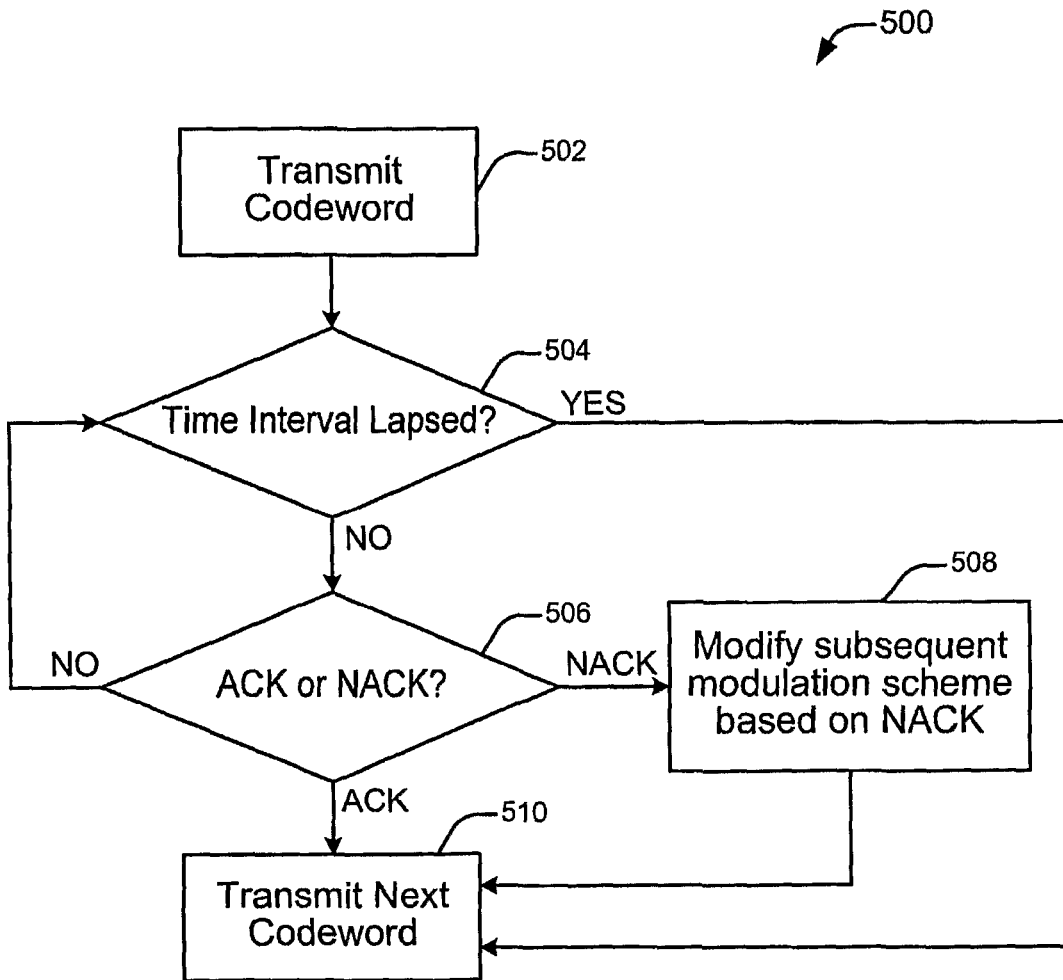 500
Transmit
Codeword
502
504
Time Interval Lapsed?
YES
NO
508
506
NO
ACK or NACK?
NACK
Modify subsequent
modulation scheme
based on NACK
ACK
510
Transmit Next
Codeword